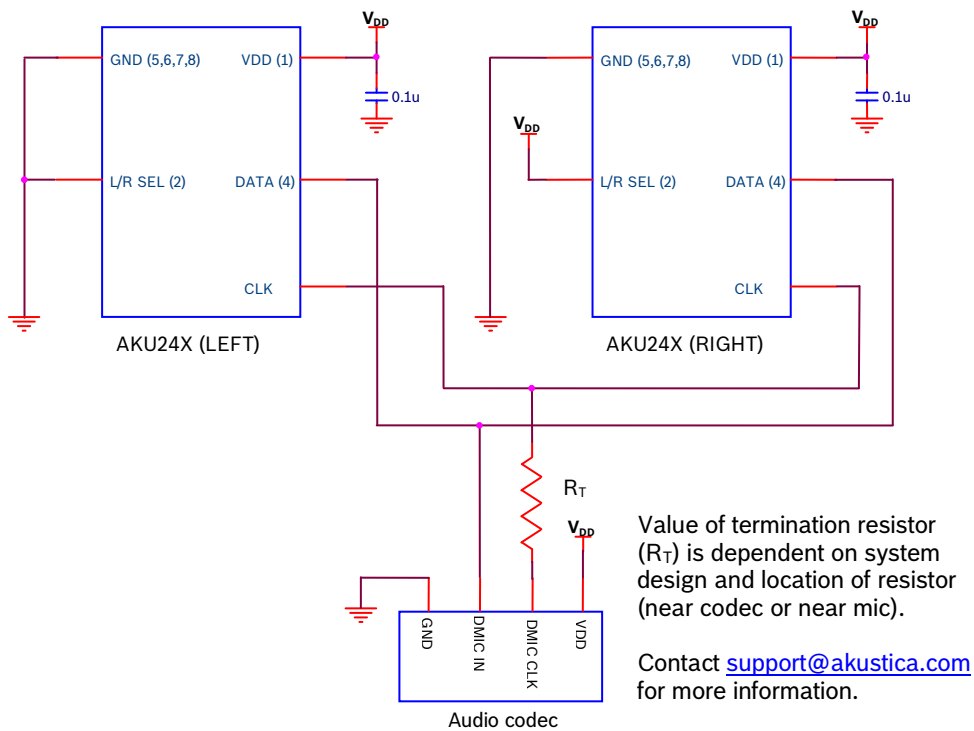 VDD
VDD
GND (5,6,7,8)
VDD (1)
GND (5,6,7,8)
VDD (1)
0.1u
0.1u
VDD
L/R SEL (2)
DATA (4)
L/R SEL (2)
DATA (4)
CLK
CLK
AKU24X (LEFT)
AKU24X (RIGHT)
RT
VDD
Value of termination resistor
(RT) is dependent on system
design and location of resistor
(near codec or near mic).
GND
DMIC IN
DMIC CLK
VDD
Contact support@akustica.com
for more information.
Audio codec